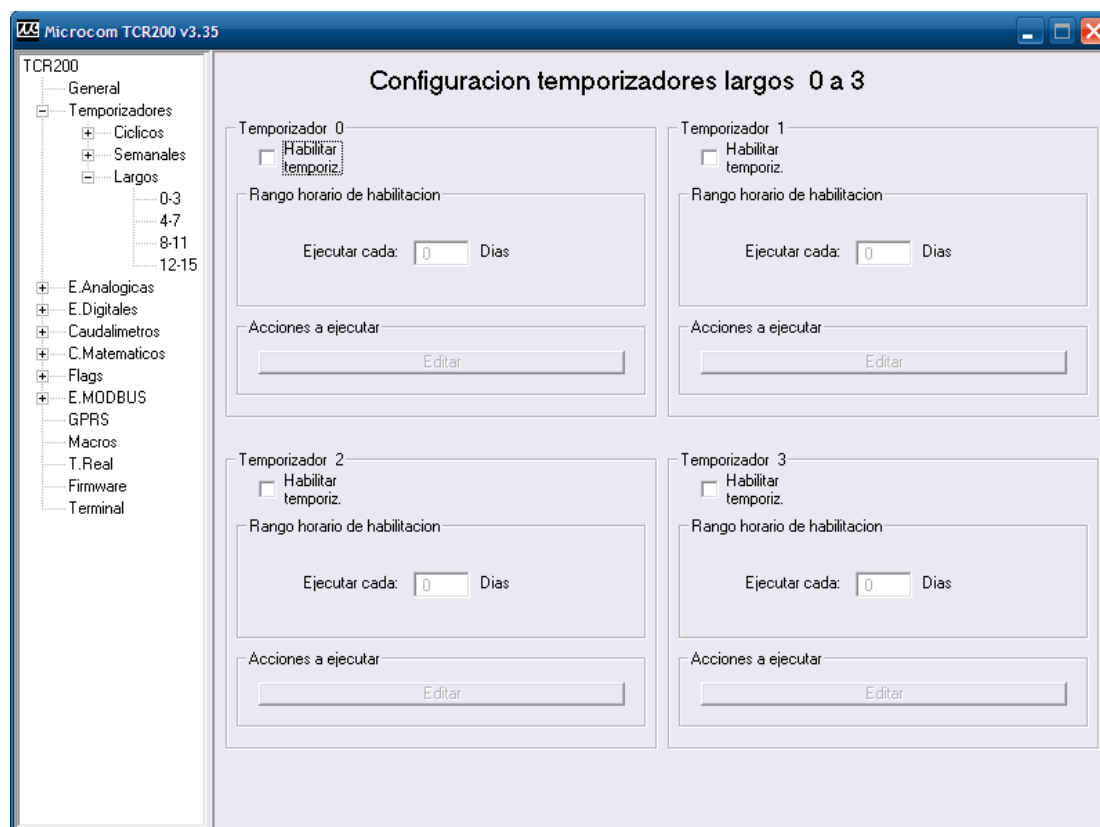 Microcom TCR200 v3.35
TCR200
General
Temporizadores
Ciclicos
Semanales
Largos
0-3
4-7
8-11
12-15
E.Analogicas
E.Digitales
Caudalimetros
C.Matematicos
Flags
E.MODBUS
GPRS
Macros
T.Real
Firmware
Terminal
Configuracion temporizadores largos 0 a 3
Temporizador 0
Habilitar
temporiz.
Rango horario de habilitacion
Ejecutar cada: 0 Dias
Acciones a ejecutar
Editar
Temporizador 1
Habilitar
temporiz.
Rango horario de habilitacion
Ejecutar cada: 0 Dias
Acciones a ejecutar
Editar
Temporizador 2
Habilitar
temporiz.
Rango horario de habilitacion
Ejecutar cada: 0 Dias
Acciones a ejecutar
Editar
Temporizador 3
Habilitar
temporiz.
Rango horario de habilitacion
Ejecutar cada: 0 Dias
Acciones a ejecutar
Editar